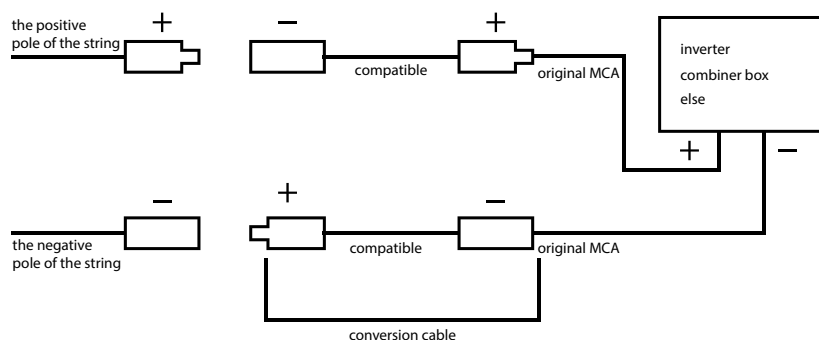 the positive
pole of the string
+
−
+
compatible
original MCA
inverter
combiner box
else
+
−
−
+
−
the negative
pole of the string
compatible
original MCA
conversion cable